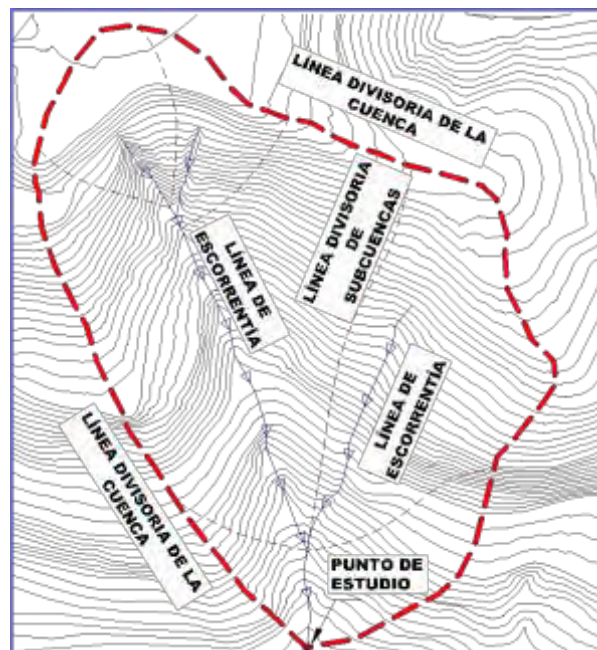 LÍNEA DIVISORIA DE LA
CUENCA
LÍNEA DIVISORIA
DE
SUBCUENCAS
LÍNEA DE
ESCORRENTÍA
LÍNEA DE
ESCORRENTÍA
LÍNEA DIVISORIA DE LA
CUENCA
PUNTO DE
ESTUDIO